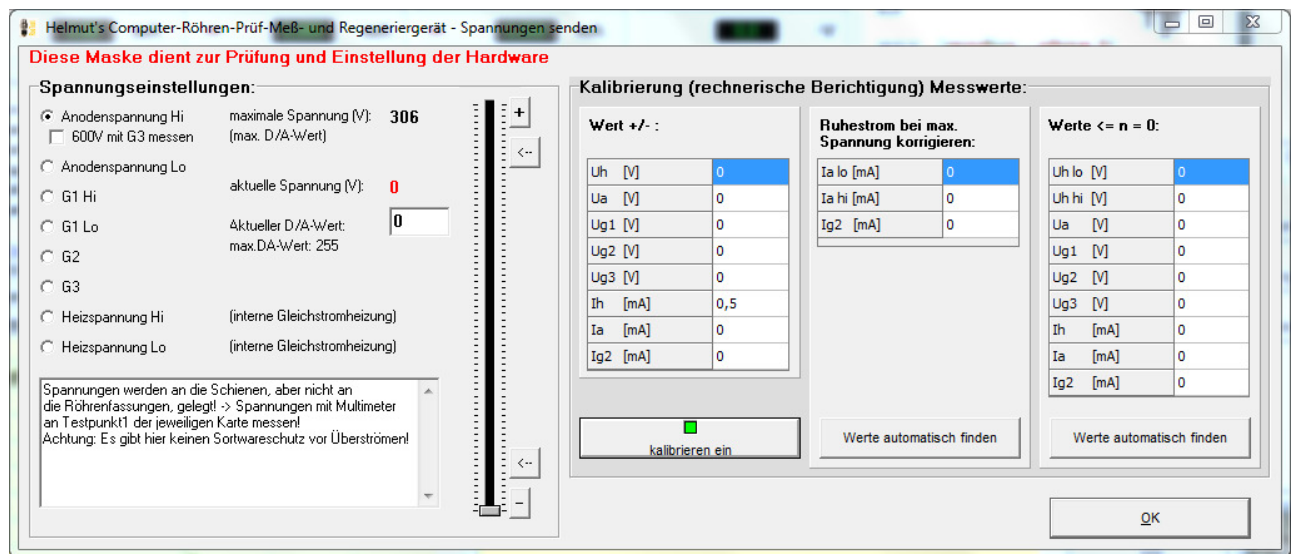 Helmut's Computer-Röhren-Prüf-Meß- und Regeneriergerät - Spannungen senden
Diese Maske dient zur Prüfung und Einstellung der Hardware
Spannungseinstellungen:
Anodenspannung Hi
maximale Spannung (V): 306
600V mit G3 messen
(max. D/A-Wert)
Anodenspannung Lo
aktuelle Spannung (V): 0
G1 Hi
G1 Lo
Aktueller D/A-Wert: 0
max.DA-Wert: 255
G2
G3
Heizspannung Hi (interne Gleichstromheizung)
Heizspannung Lo (interne Gleichstromheizung)
Spannungen werden an die Schienen, aber nicht an
die Röhrenfassungen, gelegt! -> Spannungen mit Multimeter
an Testpunkt1 der jeweiligen Karte messen!
Achtung: Es gibt hier keinen Sortwareschutz vor Überströmen!
+
<--
<--
-
Kalibrierung (rechnerische Berichtigung) Messwerte:
Wert +/- :
Uh [V] 0
Ua [V] 0
Ug1 [V] 0
Ug2 [V] 0
Ug3 [V] 0
Ih [mA] 0,5
Ia [mA] 0
Ig2 [mA] 0
kalibrieren ein
Ruhestrom bei max.
Spannung korrigieren:
Ia lo [mA] 0
Ia hi [mA] 0
Ig2 [mA] 0
Werte automatisch finden
Werte <= n = 0:
Uh lo [V] 0
Uh hi [V] 0
Ua [V] 0
Ug1 [V] 0
Ug2 [V] 0
Ug3 [V] 0
Ih [mA] 0
Ia [mA] 0
Ig2 [mA] 0
Werte automatisch finden
OK